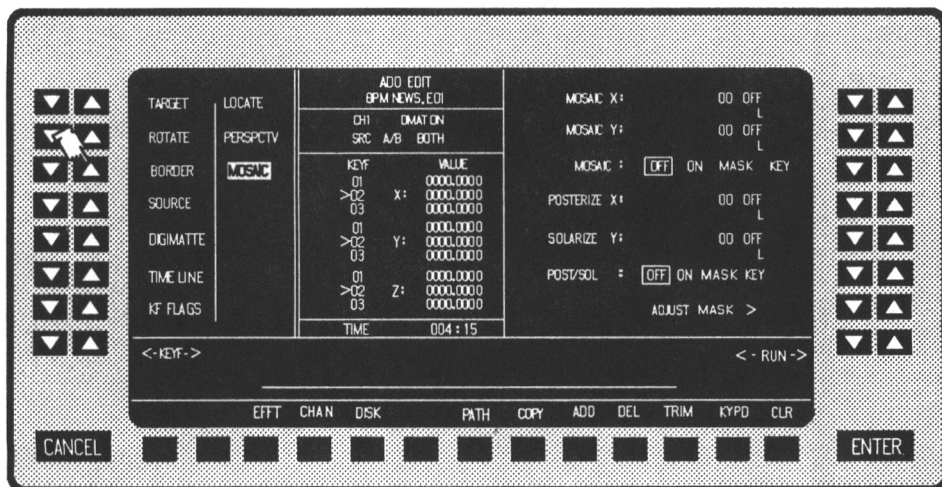 TARGET
LOCATE
ROTATE
PERSPCTV
BORDER
MOSAIC
SOURCE
DIGIMATTE
TIME LINE
KF FLAGS
ADO EDIT
BPM NEWS, E01
CH1 DMAT ON
SRC A/B BOTH
KEYF VALUE
01 0000.0000
>02 X: 0000.0000
03 0000.0000
01 0000.0000
>02 Y: 0000.0000
03 0000.0000
01 0000.0000
>02 Z: 0000.0000
03 0000.0000
TIME 004:15
MOSAIC X: 00 OFF
L
MOSAIC Y: 00 OFF
L
MOSAIC : OFF ON MASK KEY
POSTERIZE X: 00 OFF
L
SOLARIZE Y: 00 OFF
L
POST/SOL : OFF ON MASK KEY
ADJUST MASK >
<-KEYF-> <- RUN ->
EFFT CHAN DISK PATH COPY ADD DEL TRIM KYPD CLR
CANCEL ENTER